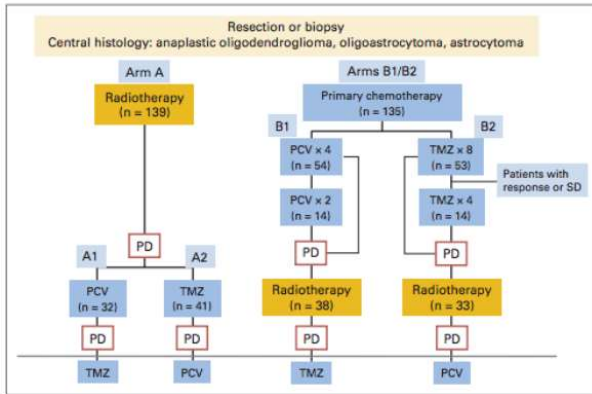 Resection or biopsy
Central histology: anaplastic oligodendroglioma, oligoastrocytoma, astrocytoma
Arm A
Radiotherapy
(n = 139)
PD
A1
A2
PCV
(n = 32)
TMZ
(n = 41)
PD
PD
TMZ
PCV
Arms B1/B2
Primary chemotherapy
(n = 135)
B1
B2
PCV × 4
(n = 54)
TMZ × 8
(n = 53)
Patients with
response or SD
PCV × 2
(n = 14)
TMZ × 4
(n = 14)
PD
PD
Radiotherapy
(n = 38)
Radiotherapy
(n = 33)
PD
PD
TMZ
PCV